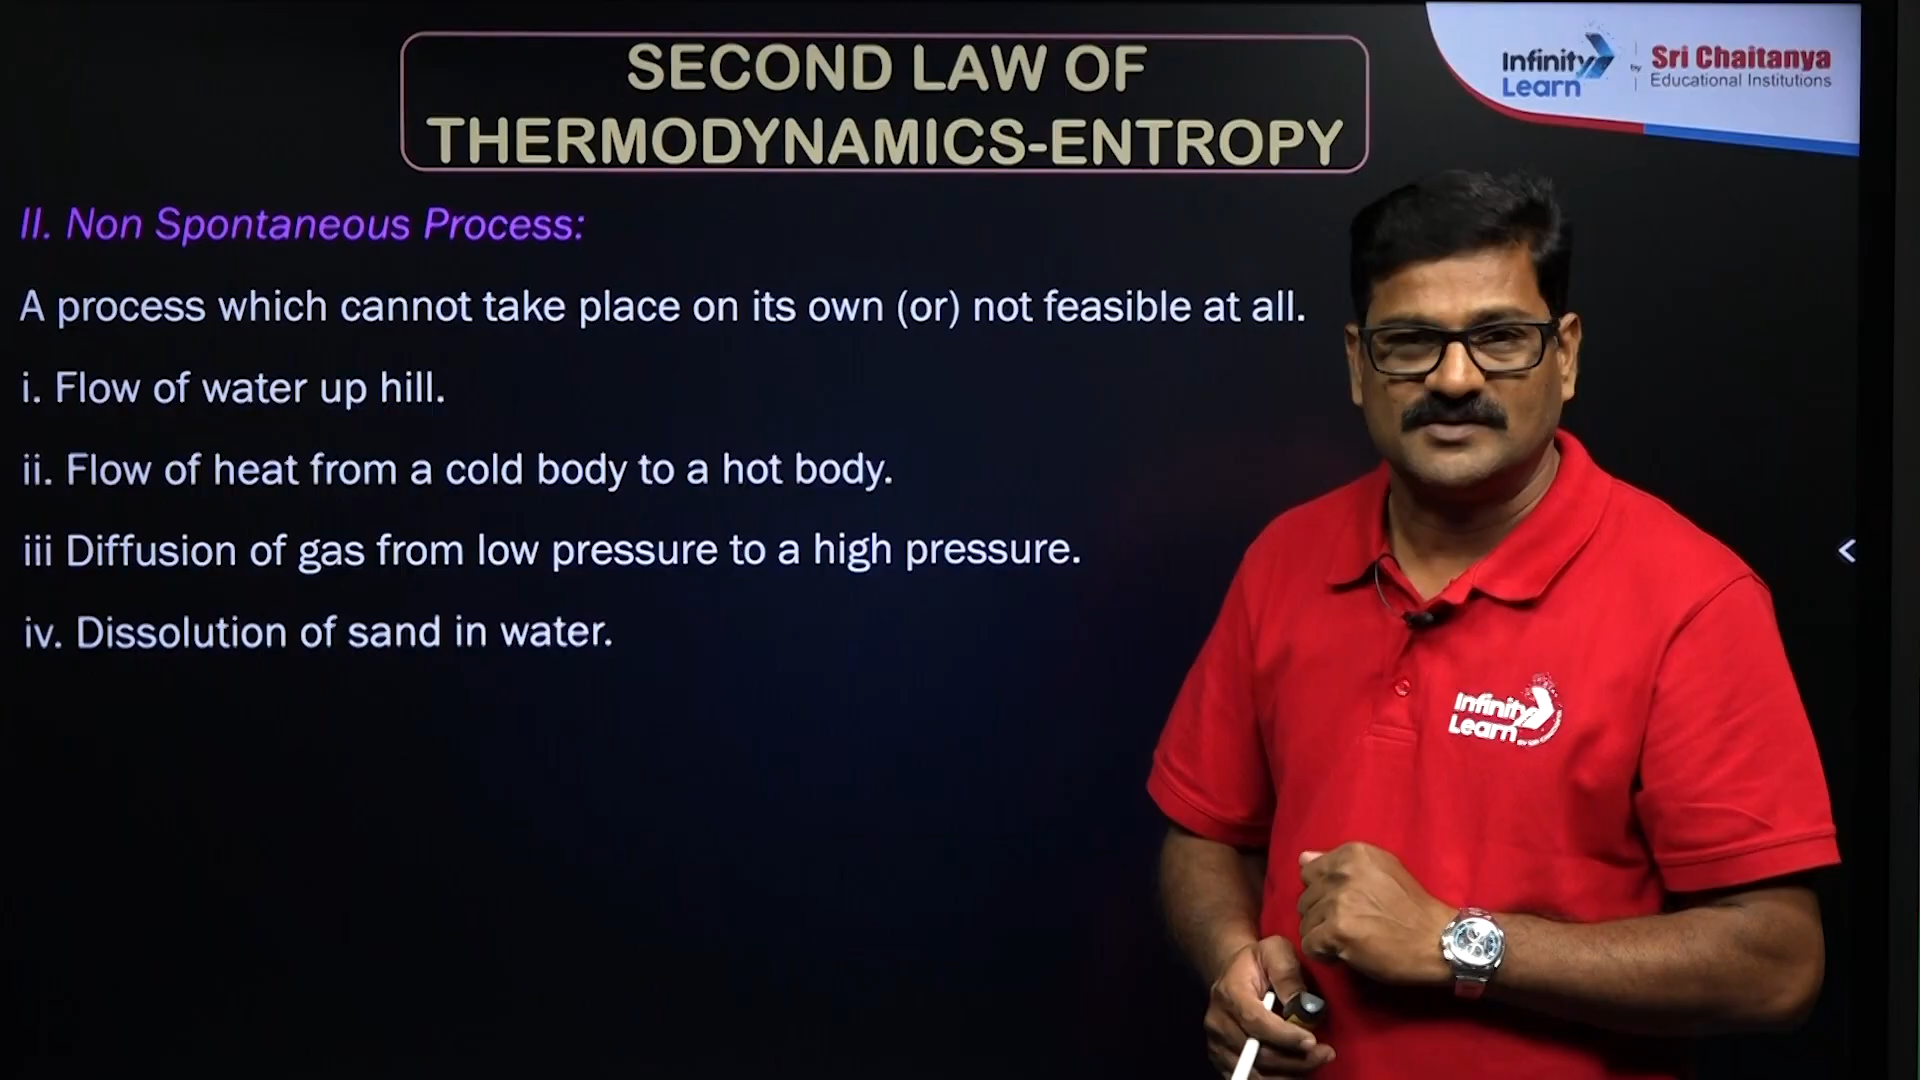 SECOND LAW OF
THERMODYNAMICS-ENTROPY
Infinity
Learn
by
Sri Chaitanya
Educational Institutions
II. Non Spontaneous Process:
A process which cannot take place on its own (or) not feasible at all.
i. Flow of water up hill.
ii. Flow of heat from a cold body to a hot body.
iii Diffusion of gas from low pressure to a high pressure.
iv. Dissolution of sand in water.
<
Infinity
Learn